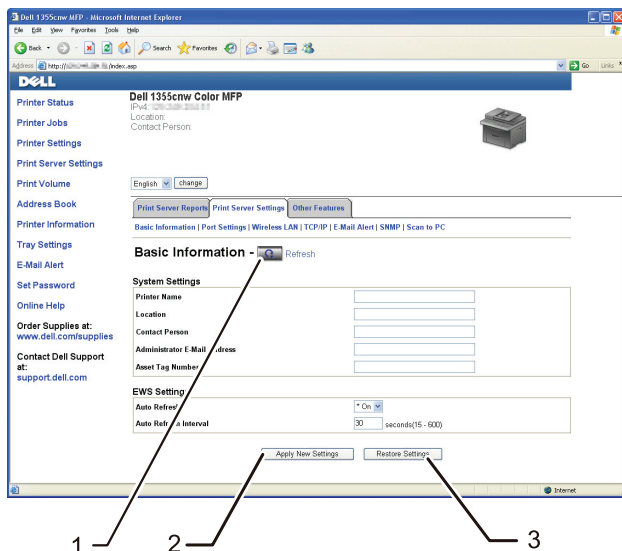 Dell 1355cnw MFP - Microsoft Internet Explorer
File Edit View Favorites Tools Help
Back Search Favorites
Address http:// /index.asp Go Links
DELL
Dell 1355cnw Color MFP
IPv4:
Location:
Contact Person:
Printer Status
Printer Jobs
Printer Settings
Print Server Settings
Print Volume
Address Book
Printer Information
Tray Settings
E-Mail Alert
Set Password
Online Help
Order Supplies at:
www.dell.com/supplies
Contact Dell Support
at:
support.dell.com
English change
Print Server Reports Print Server Settings Other Features
Basic Information | Port Settings | Wireless LAN | TCP/IP | E-Mail Alert | SNMP | Scan to PC
Basic Information - Refresh
System Settings
Printer Name
Location
Contact Person
Administrator E-Mail Address
Asset Tag Number
EWS Setting
Auto Refresh * On
Auto Refresh Interval 30 seconds(15 - 600)
Apply New Settings Restore Settings
Internet
1 2 3